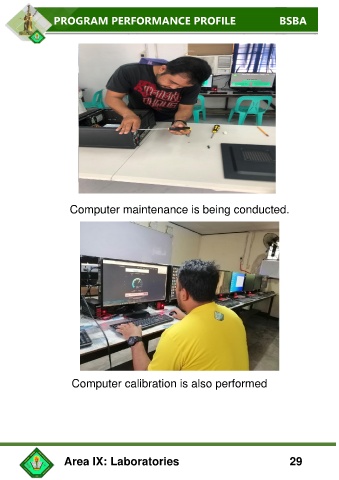 PROGRAM PERFORMANCE PROFILE BSBA
Computer maintenance is being conducted.
Computer calibration is also performed
Area IX: Laboratories 29